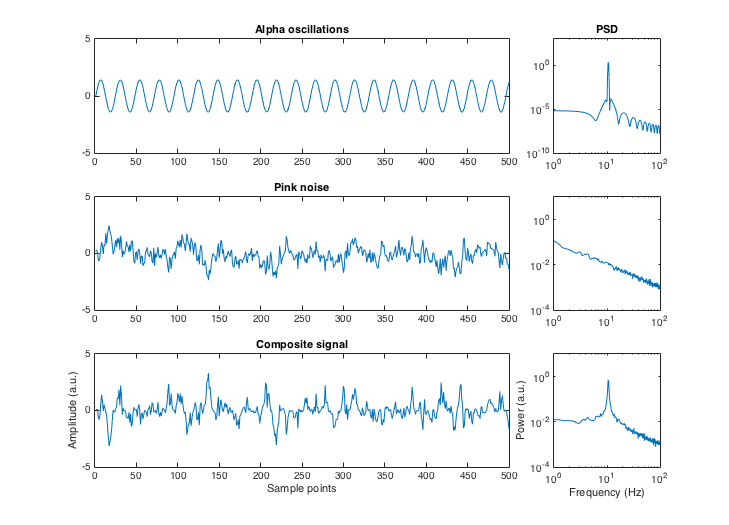 Alpha oscillations
PSD
5
0
-5
0 50 100 150 200 250 300 350 400 450 500
10^0
10^-5
10^-10
10^0 10^1 10^2
Pink noise
5
0
-5
0 50 100 150 200 250 300 350 400 450 500
10^0
10^-2
10^-4
10^0 10^1 10^2
Composite signal
Amplitude (a.u.)
5
0
-5
0 50 100 150 200 250 300 350 400 450 500
Sample points
Power (a.u.)
10^0
10^-2
10^-4
10^0 10^1 10^2
Frequency (Hz)